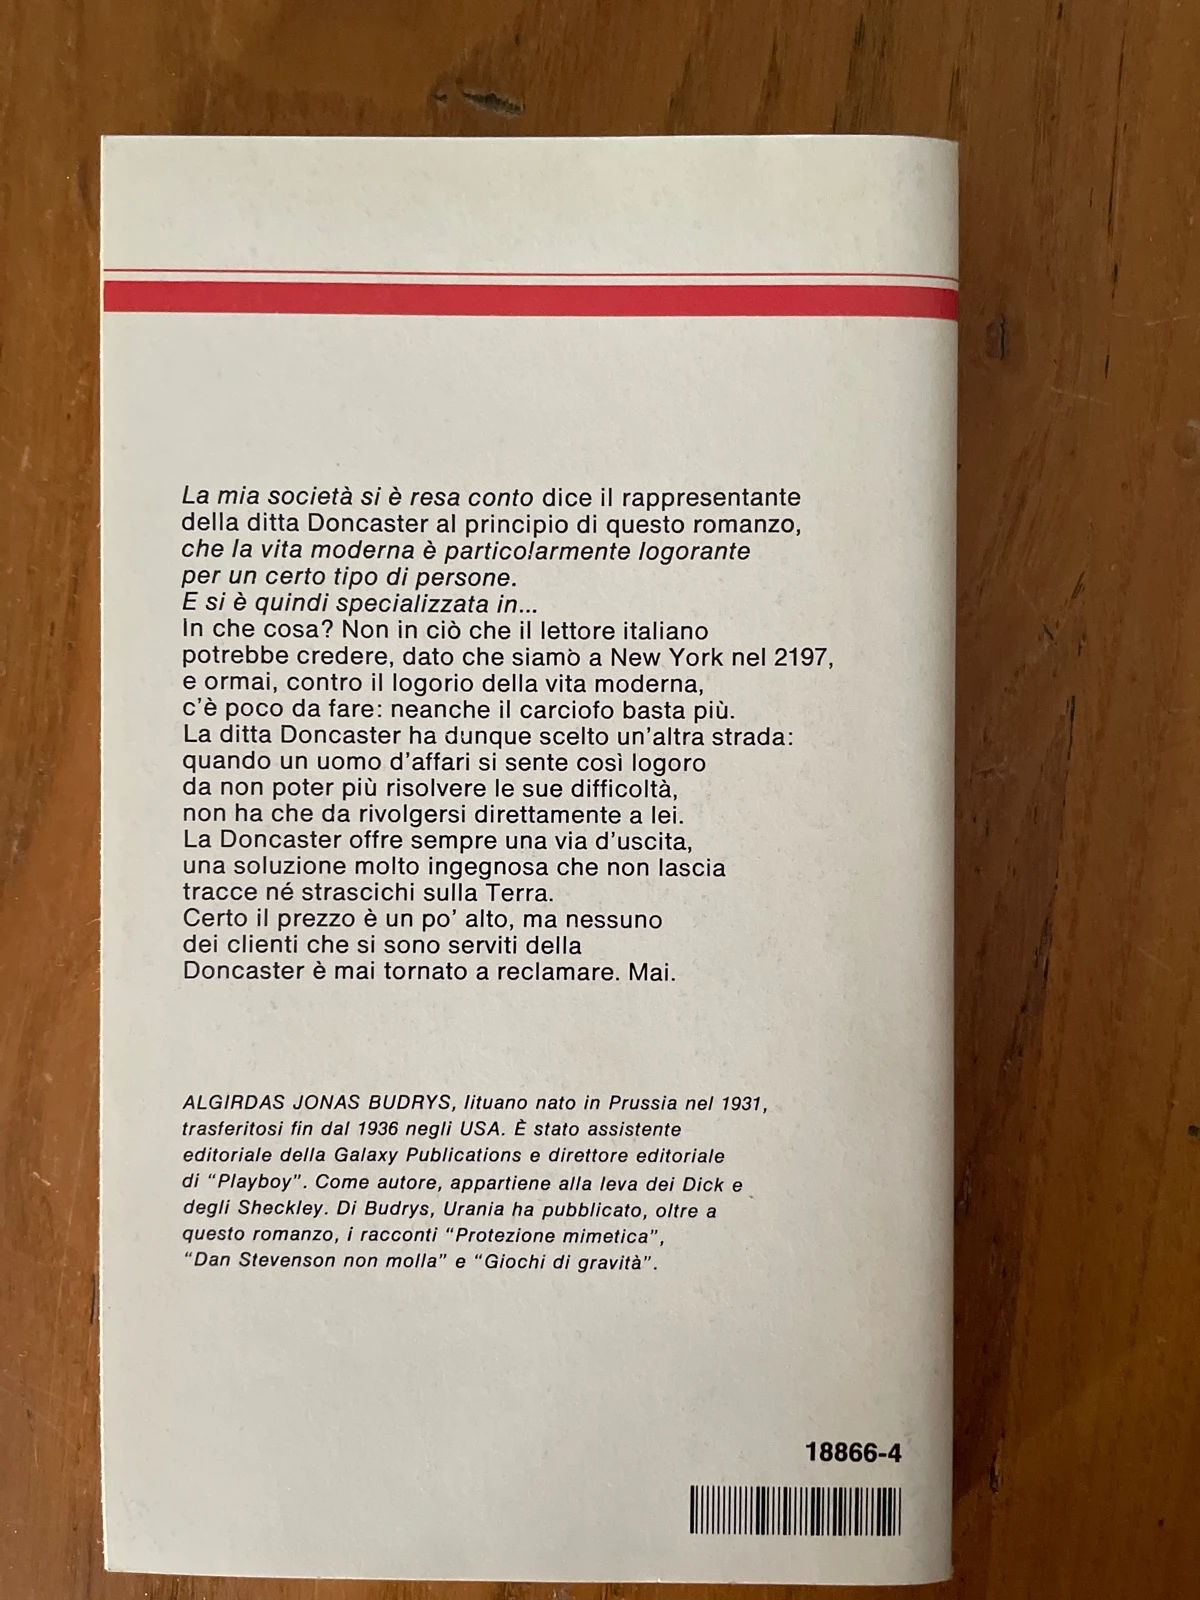 La mia società si è resa conto dice il rappresentante
della ditta Doncaster al principio di questo romanzo,
che la vita moderna è particolarmente logorante
per un certo tipo di persone.
E si è quindi specializzata in...
In che cosa? Non in ciò che il lettore italiano
potrebbe credere, dato che siamo a New York nel 2197,
e ormai, contro il logorio della vita moderna,
c'è poco da fare: neanche il carciofo basta più.
La ditta Doncaster ha dunque scelto un'altra strada:
quando un uomo d'affari si sente così logoro
da non poter più risolvere le sue difficoltà,
non ha che da rivolgersi direttamente a lei.
La Doncaster offre sempre una via d'uscita,
una soluzione molto ingegnosa che non lascia
tracce né strascichi sulla Terra.
Certo il prezzo è un po' alto, ma nessuno
dei clienti che si sono serviti della
Doncaster è mai tornato a reclamare. Mai.
ALGIRDAS JONAS BUDRYS, lituano nato in Prussia nel 1931,
trasferitosi fin dal 1936 negli USA. È stato assistente
editoriale della Galaxy Publications e direttore editoriale
di "Playboy". Come autore, appartiene alla leva dei Dick e
degli Sheckley. Di Budrys, Urania ha pubblicato, oltre a
questo romanzo, i racconti "Protezione mimetica",
"Dan Stevenson non molla" e "Giochi di gravità".
18866-4